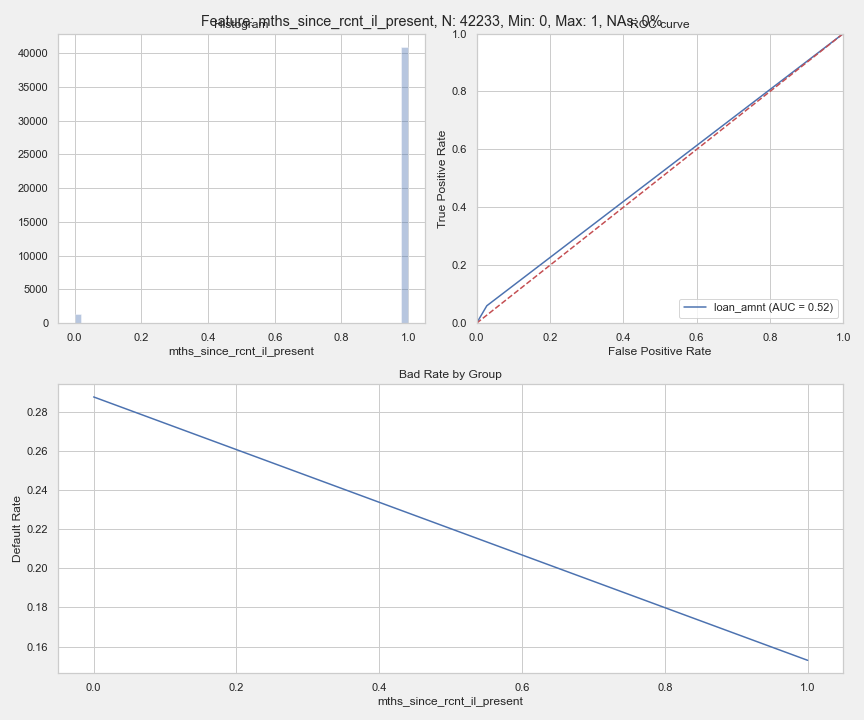 Feature: mths_since_rcnt_il_present, N: 42233, Min: 0, Max: 1, NAs: 0%
Histogram
40000
35000
30000
25000
20000
15000
10000
5000
0
0.0 0.2 0.4 0.6 0.8 1.0
mths_since_rcnt_il_present
ROC curve
True Positive Rate
1.0
0.8
0.6
0.4
0.2
0.0
loan_amnt (AUC = 0.52)
0.0 0.2 0.4 0.6 0.8 1.0
False Positive Rate
Bad Rate by Group
Default Rate
0.28
0.26
0.24
0.22
0.20
0.18
0.16
0.0 0.2 0.4 0.6 0.8 1.0
mths_since_rcnt_il_present